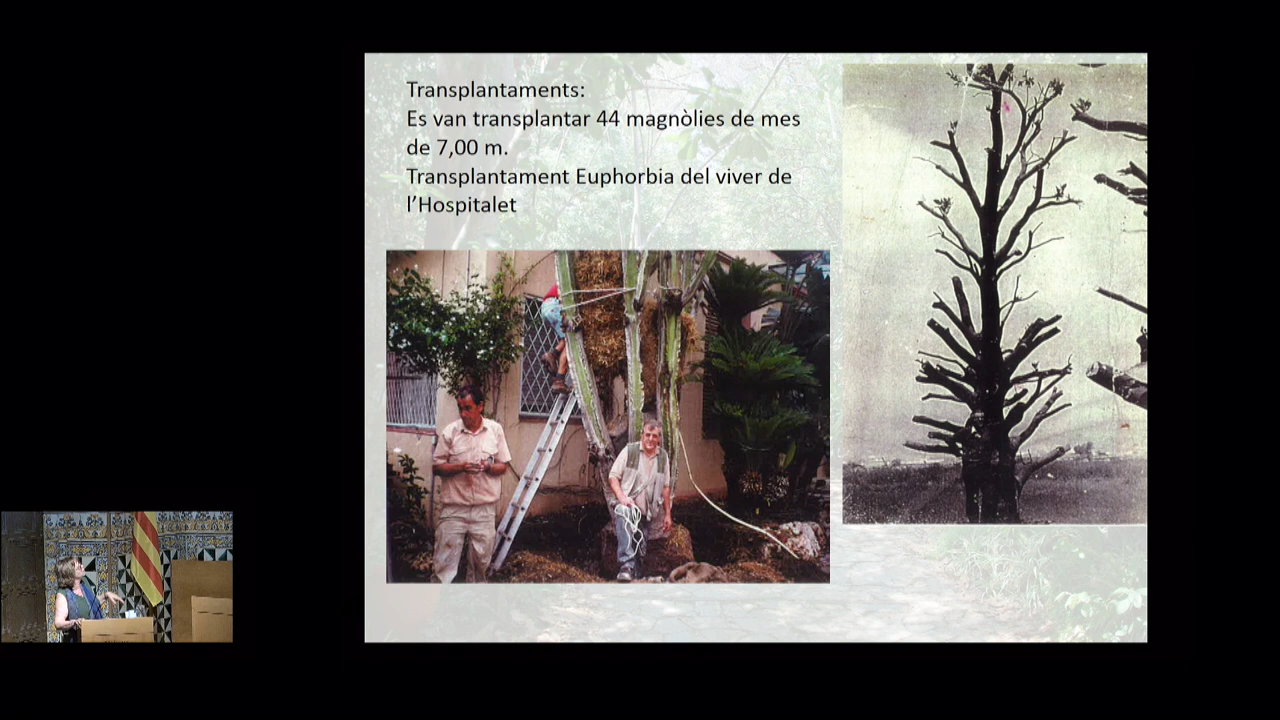 Transplantaments:
Es van transplantar 44 magnòlies de mes
de 7,00 m.
Transplantament Euphorbia del viver de
l’Hospitalet